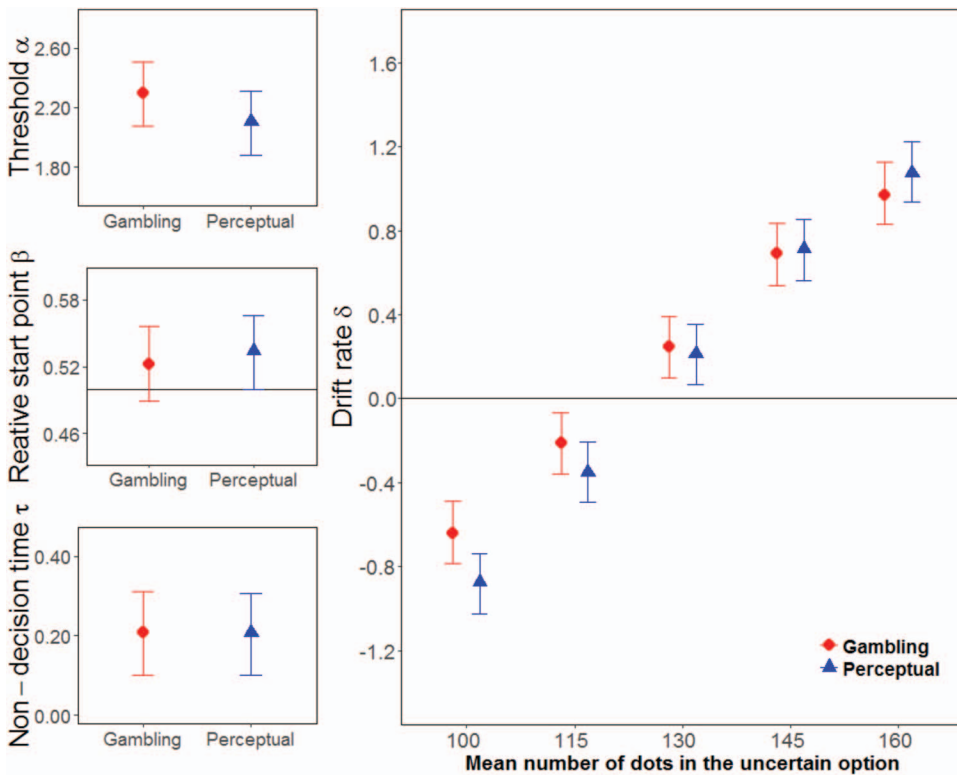 Threshold α
2.60
2.20
1.80
Gambling Perceptual
Reative start point β
0.58
0.52
0.46
Gambling Perceptual
Non – decision time τ
0.40
0.20
0.00
Gambling Perceptual
Drift rate δ
1.6
1.2
0.8
0.4
0.0
-0.4
-0.8
-1.2
Gambling
Perceptual
100 115 130 145 160
Mean number of dots in the uncertain option